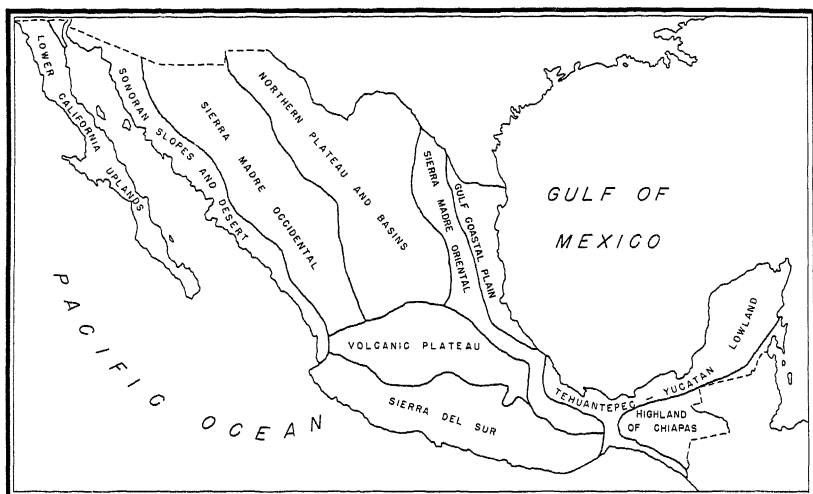 LOWER CALIFORNIA UPLANDS
SONORAN SLOPES AND DESERT
SIERRA MADRE OCCIDENTAL
NORTHERN PLATEAU AND BASINS
SIERRA MADRE ORIENTAL
GULF COASTAL PLAIN
GULF OF
MEXICO
PACIFIC OCEAN
VOLCANIC PLATEAU
SIERRA DEL SUR
TEHUANTEPEC – YUCATAN LOWLAND
HIGHLAND
OF CHIAPAS